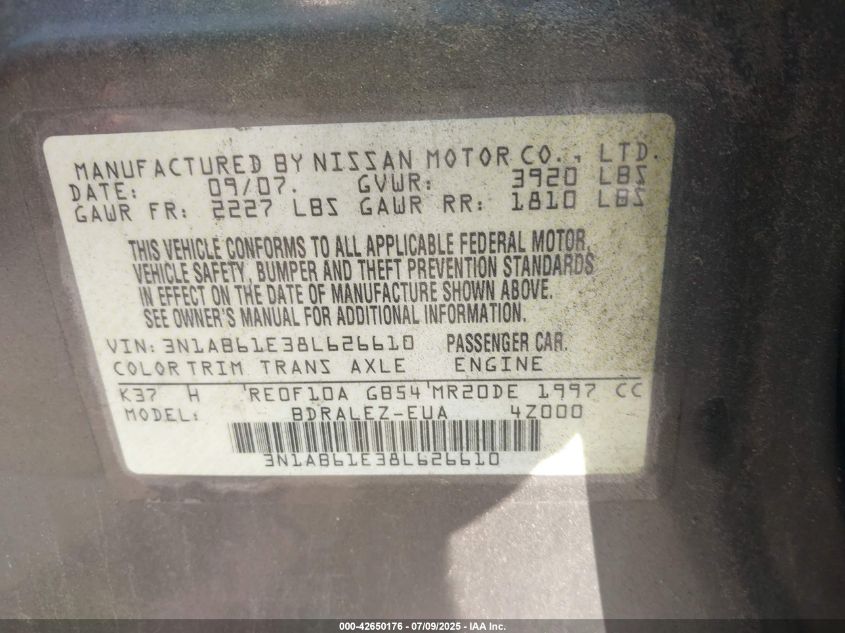 MANUFACTURED BY NISSAN MOTOR CO., LTD.
DATE: 09/07. GVWR: 3920 LBS
GAWR FR: 2227 LBS GAWR RR: 1810 LBS
THIS VEHICLE CONFORMS TO ALL APPLICABLE FEDERAL MOTOR
VEHICLE SAFETY, BUMPER AND THEFT PREVENTION STANDARDS
IN EFFECT ON THE DATE OF MANUFACTURE SHOWN ABOVE.
SEE OWNER'S MANUAL FOR ADDITIONAL INFORMATION.
VIN: 3N1AB61E38L626610 PASSENGER CAR.
COLOR TRIM TRANS AXLE ENGINE
K37 H RE0F10A GB54 MR20DE 1997 CC
MODEL: BDRALEZ-EUA 4Z000
3N1AB61E38L626610
000-42650176 - 07/09/2025 - IAA Inc.